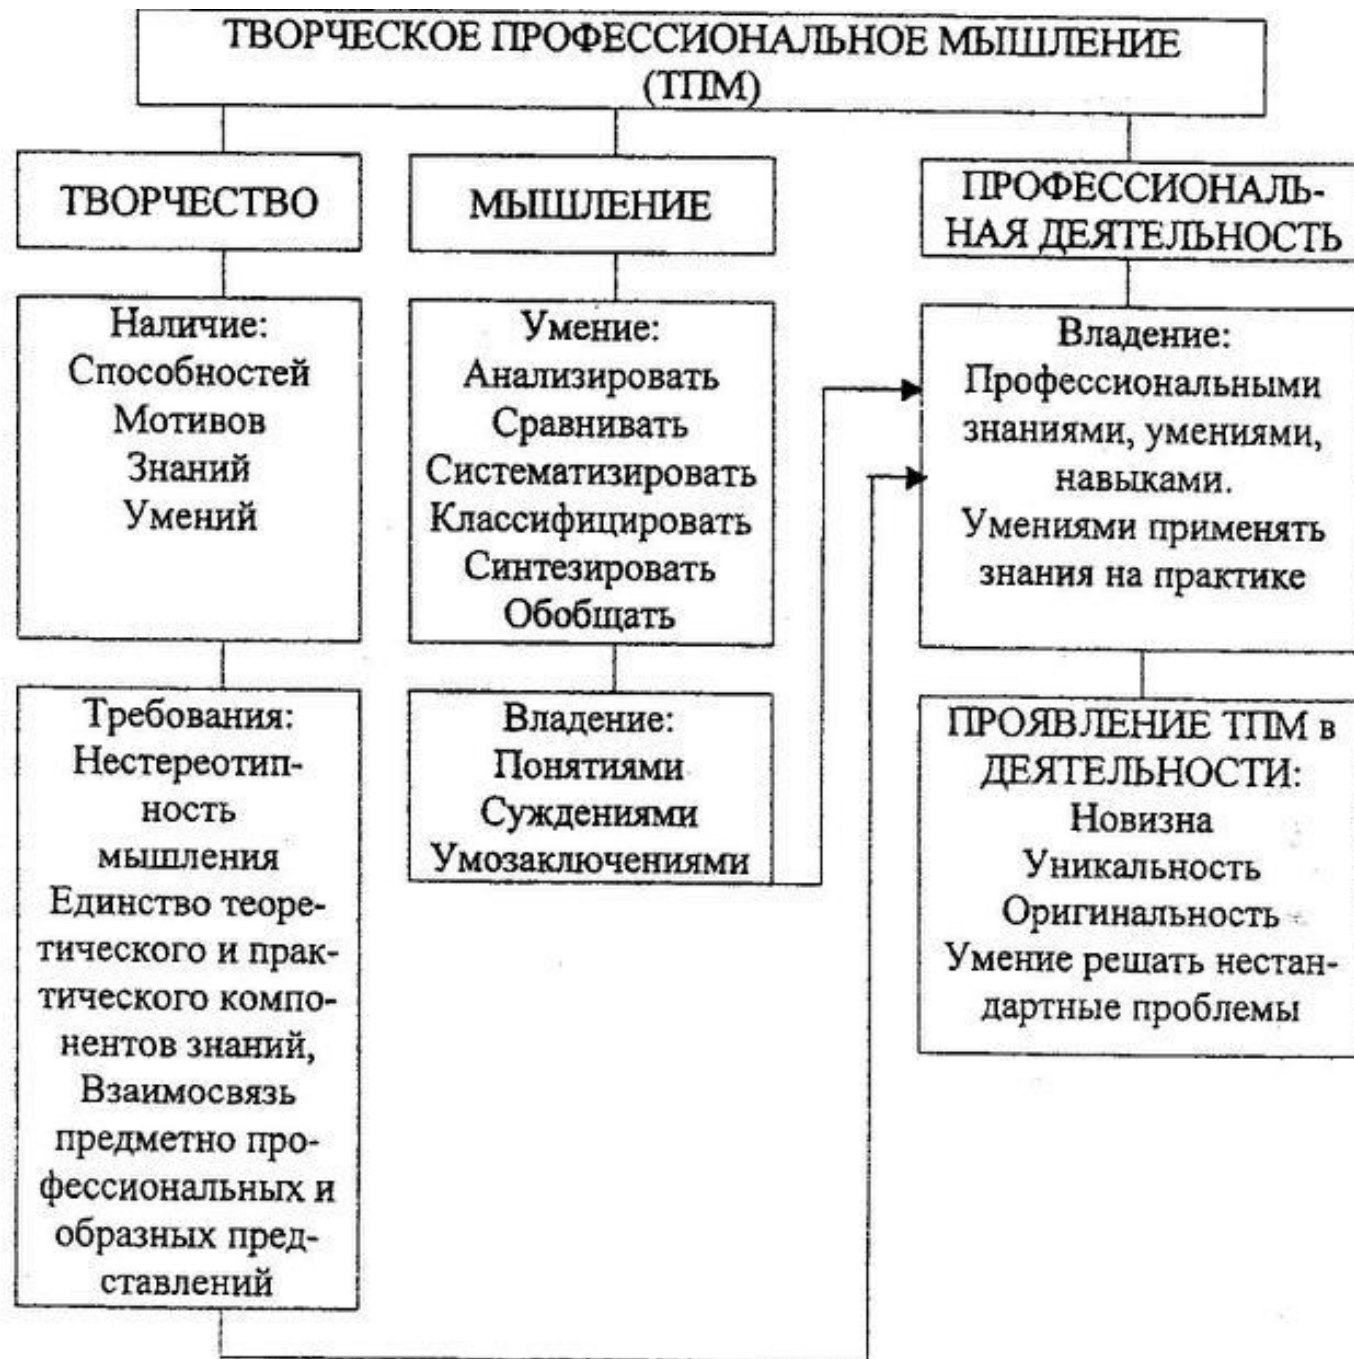 ТВОРЧЕСКОЕ ПРОФЕССИОНАЛЬНОЕ МЫШЛЕНИЕ
(ТПМ)
ТВОРЧЕСТВО
Наличие:
Способностей
Мотивов
Знаний
Умений
Требования:
Нестереотип-
ность
мышления
Единство теоре-
тического и прак-
тического компо-
нентов знаний,
Взаимосвязь
предметно про-
фессиональных и
образных пред-
ставлений
МЫШЛЕНИЕ
Умение:
Анализировать
Сравнивать
Систематизировать
Классифицировать
Синтезировать
Обобщать
Владение:
Понятиями
Суждениями
Умозаключениями
ПРОФЕССИОНАЛЬ-
НАЯ ДЕЯТЕЛЬНОСТЬ
Владение:
Профессиональными
знаниями, умениями,
навыками.
Умениями применять
знания на практике
ПРОЯВЛЕНИЕ ТПМ в
ДЕЯТЕЛЬНОСТИ:
Новизна
Уникальность
Оригинальность
Умение решать нестан-
дартные проблемы